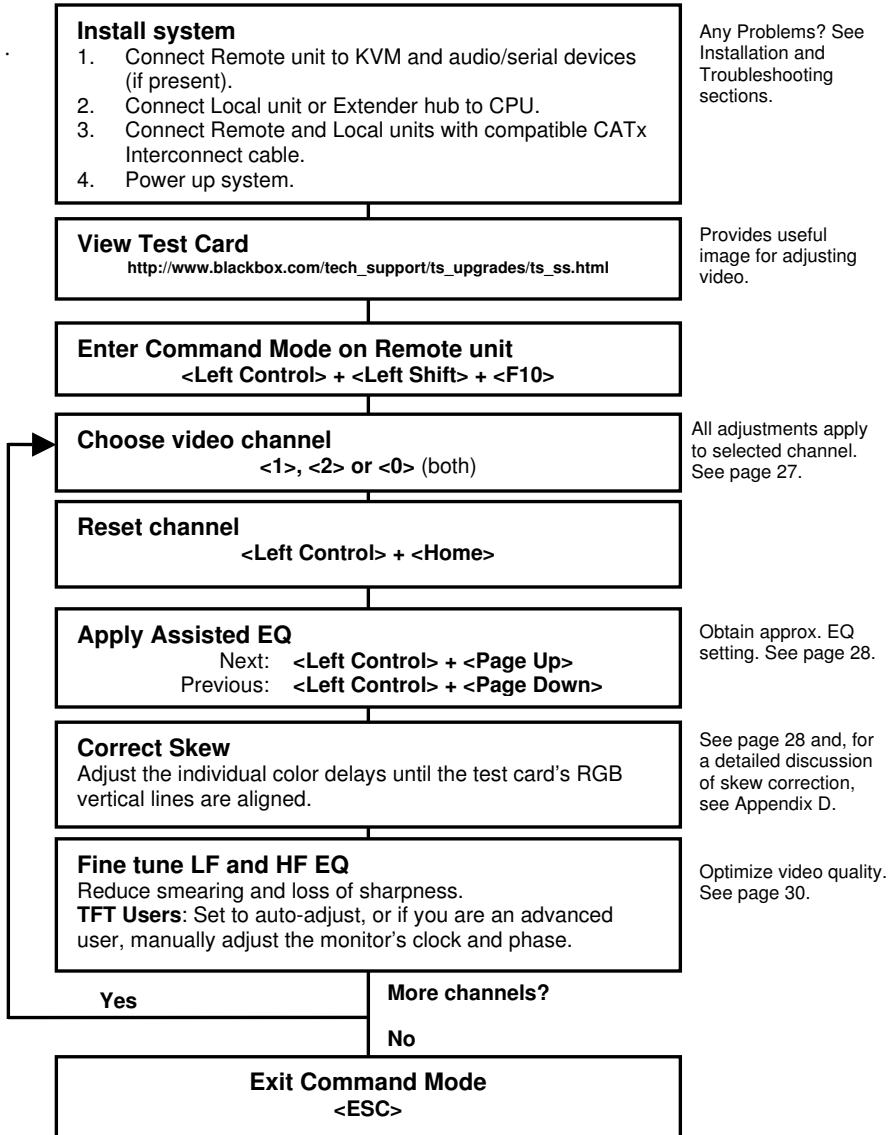 Install system
1. Connect Remote unit to KVM and audio/serial devices
(if present).
2. Connect Local unit or Extender hub to CPU.
3. Connect Remote and Local units with compatible CATx
Interconnect cable.
4. Power up system.
Any Problems? See
Installation and
Troubleshooting
sections.
View Test Card
http://www.blackbox.com/tech_support/ts_upgrades/ts_ss.html
Provides useful
image for adjusting
video.
Enter Command Mode on Remote unit
<Left Control> + <Left Shift> + <F10>
Choose video channel
<1>, <2> or <0> (both)
All adjustments apply
to selected channel.
See page 27.
Reset channel
<Left Control> + <Home>
Apply Assisted EQ
Next: <Left Control> + <Page Up>
Previous: <Left Control> + <Page Down>
Obtain approx. EQ
setting. See page 28.
Correct Skew
Adjust the individual color delays until the test card's RGB
vertical lines are aligned.
See page 28 and, for
a detailed discussion
of skew correction,
see Appendix D.
Fine tune LF and HF EQ
Reduce smearing and loss of sharpness.
TFT Users: Set to auto-adjust, or if you are an advanced
user, manually adjust the monitor's clock and phase.
Optimize video quality.
See page 30.
Yes
More channels?
No
Exit Command Mode
<ESC>